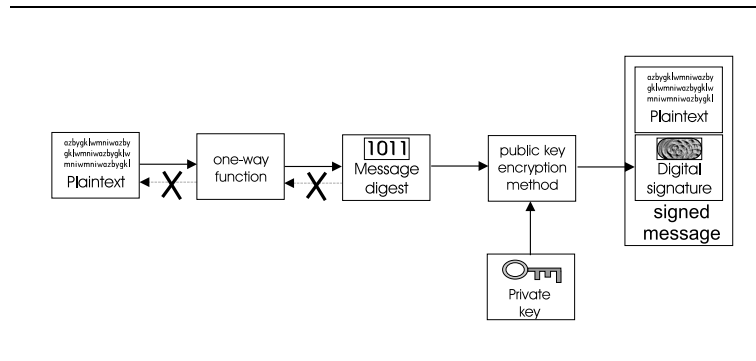 azbygklwmniwazby
gklwmniwazbygklw
mniwmniwazbygkl
Plaintext
one-way
function
1011
Message
digest
public key
encryption
method
Private
key
azbygklwmniwazby
gklwmniwazbygklw
mniwmniwazbygkl
Plaintext
Digital
signature
signed
message